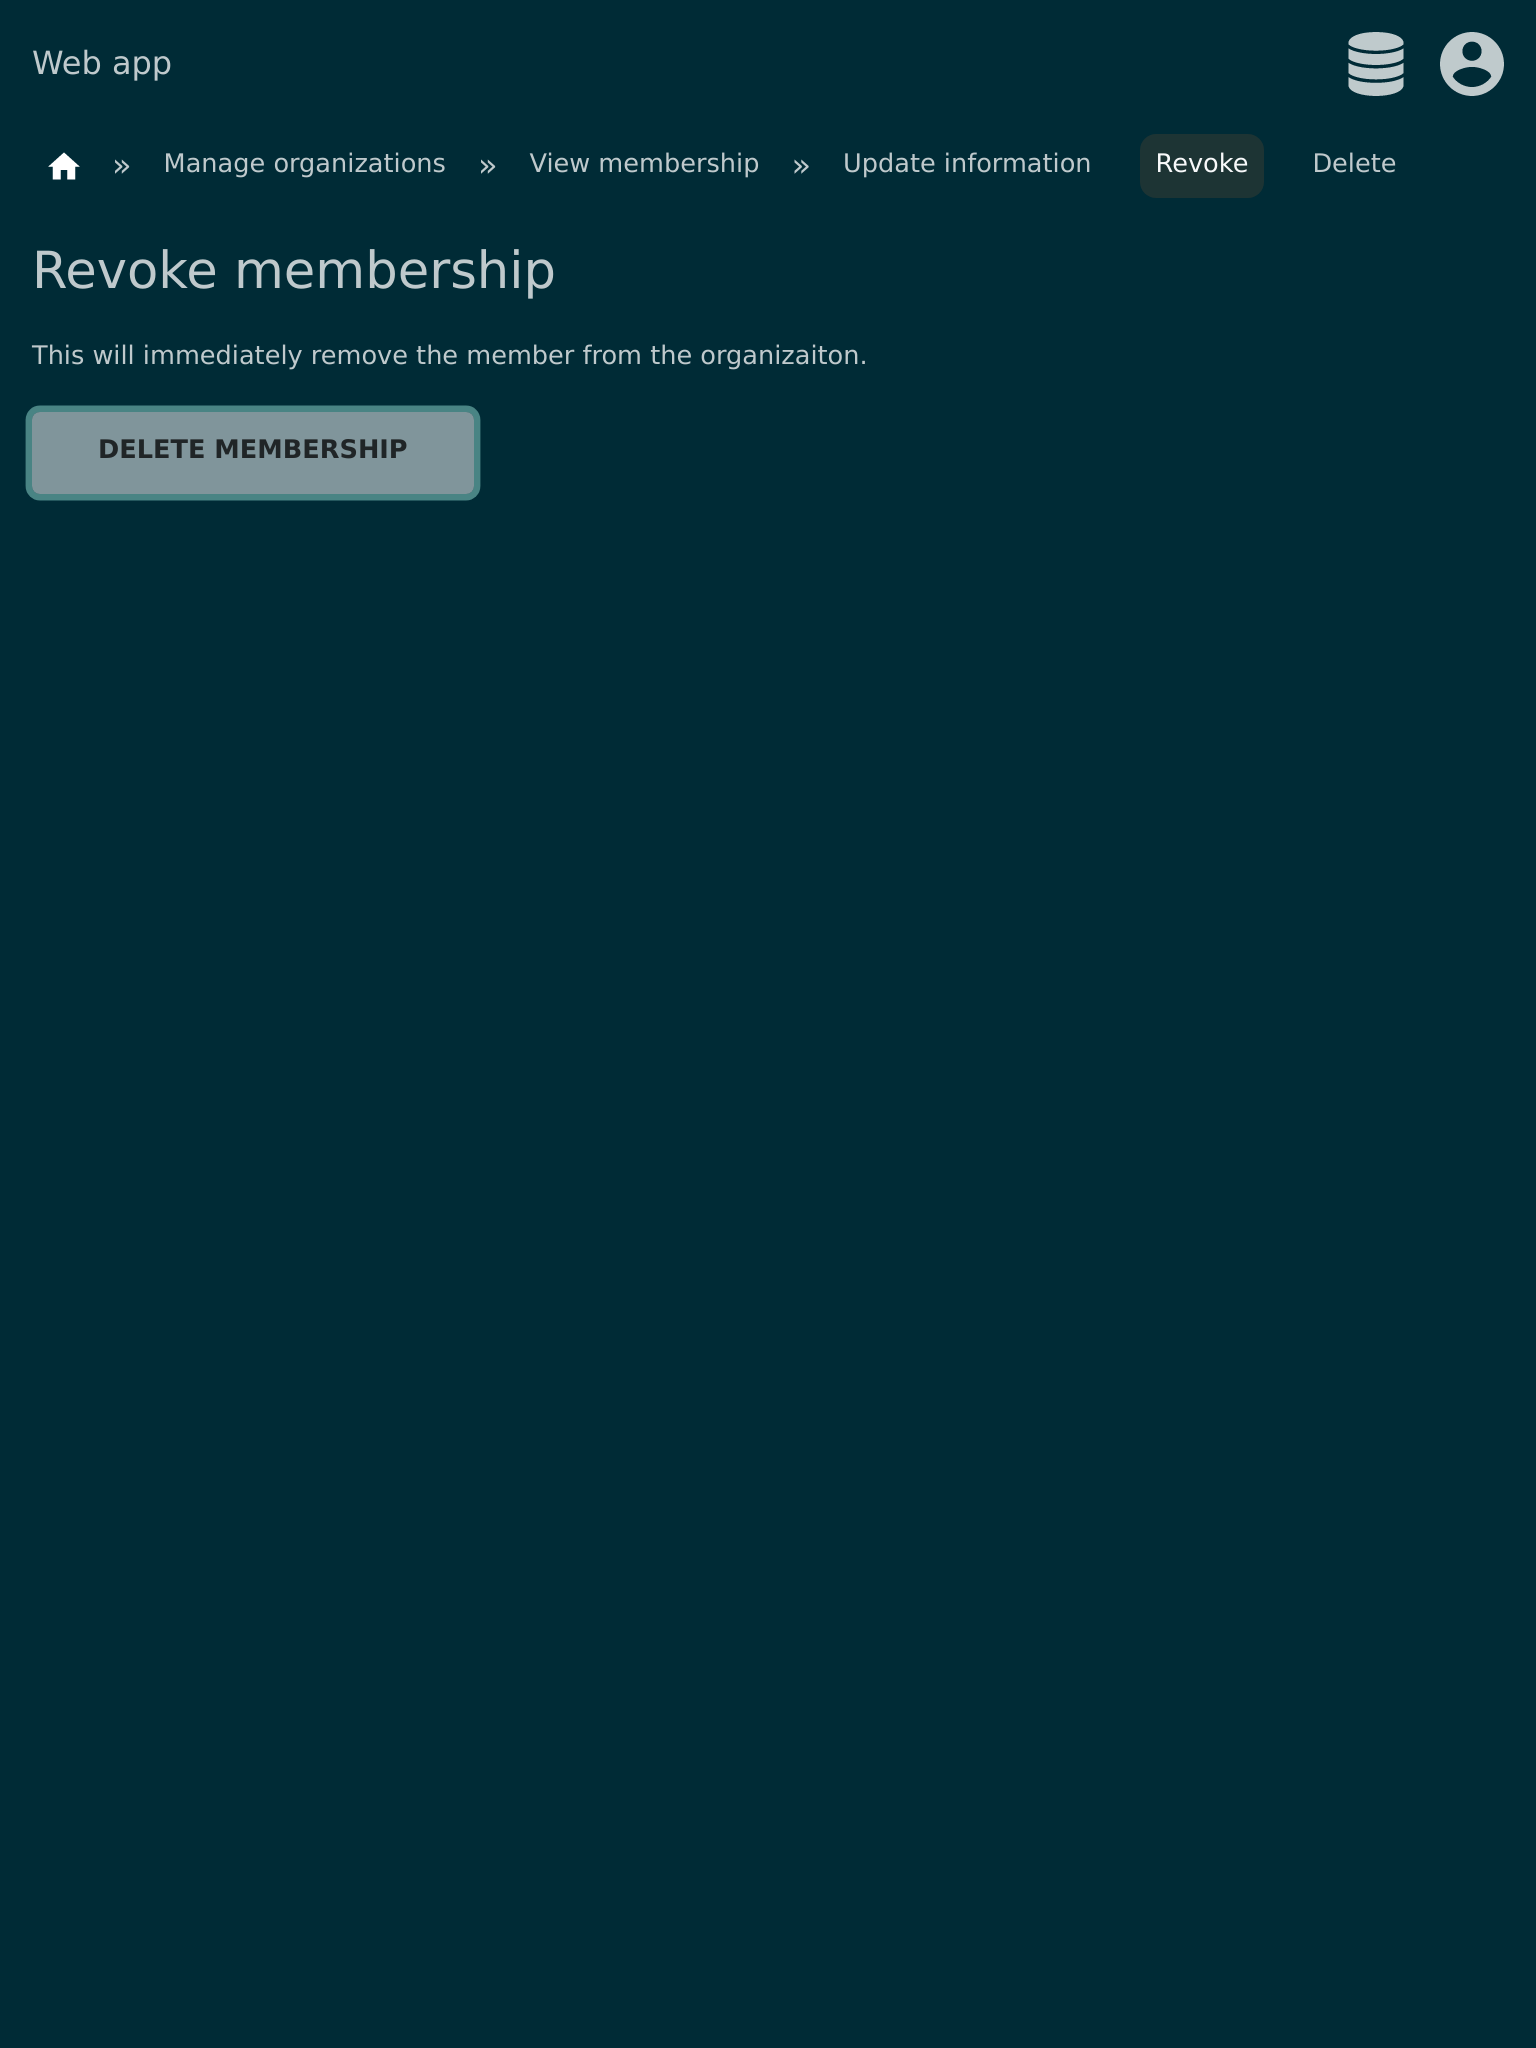 Web app
» Manage organizations » View membership » Update information Revoke Delete
Revoke membership
This will immediately remove the member from the organizaiton.
DELETE MEMBERSHIP